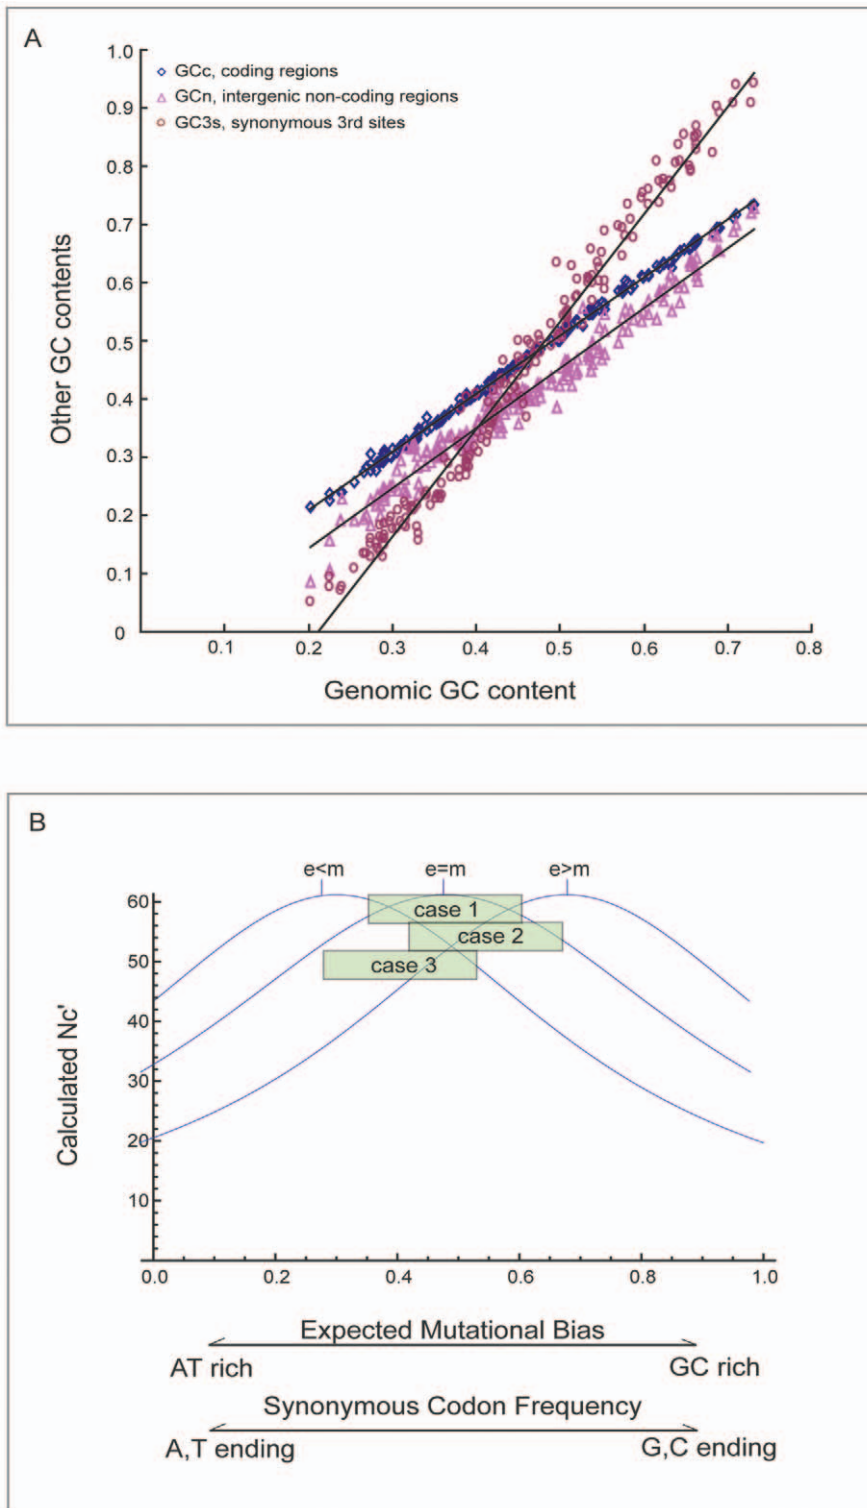 A
1.0
0.9
0.8
0.7
0.6
0.5
0.4
0.3
0.2
0.1
0
GCc, coding regions
GCn, intergenic non-coding regions
GC3s, synonymous 3rd sites
Other GC contents
0.1 0.2 0.3 0.4 0.5 0.6 0.7 0.8
Genomic GC content
B
e<m e=m e>m
60
50
40
30
20
10
case 1
case 2
case 3
Calculated Nc'
0.0 0.2 0.4 0.6 0.8 1.0
Expected Mutational Bias
AT rich GC rich
Synonymous Codon Frequency
A,T ending G,C ending